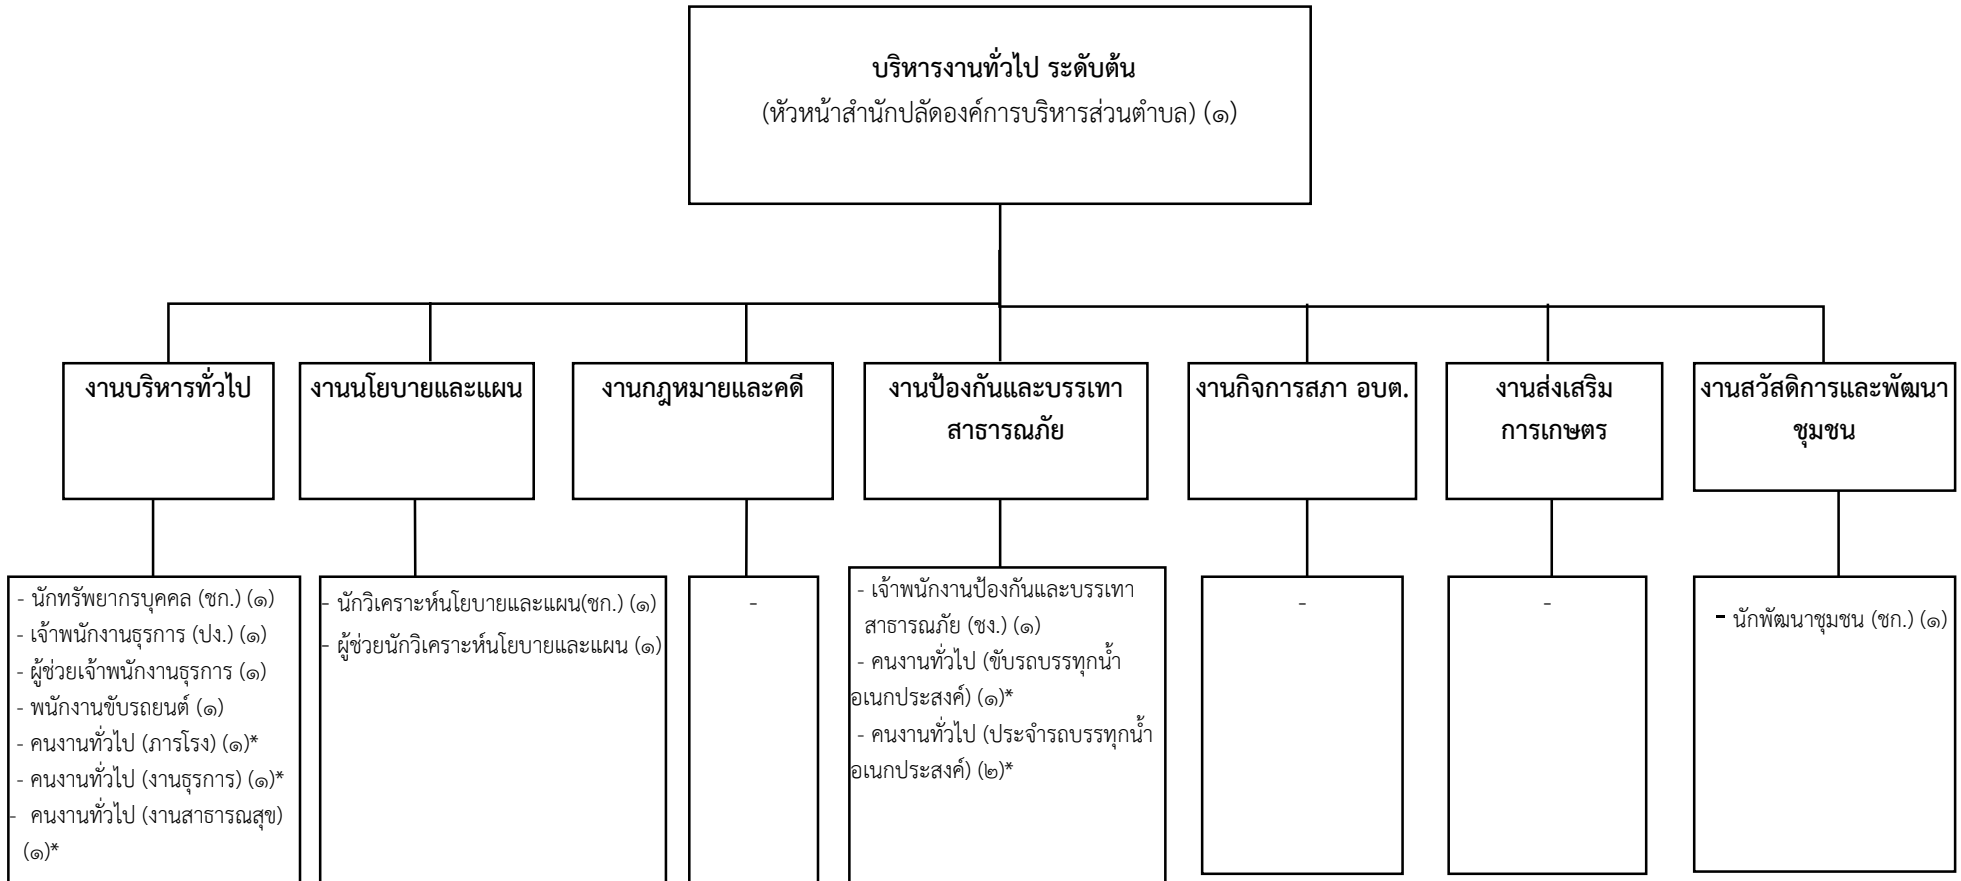 บริหารงานทั่วไป ระดับต้น
(หัวหน้าสำนักปลัดองค์การบริหารส่วนตำบล) (๑)
งานบริหารทั่วไป
งานนโยบายและแผน
งานกฎหมายและคดี
งานป้องกันและบรรเทา
สาธารณภัย
งานกิจการสภา อบต.
งานส่งเสริม
การเกษตร
งานสวัสดิการและพัฒนา
ชุมชน
- นักทรัพยากรบุคคล (ชก.) (๑)
- เจ้าพนักงานธุรการ (ปง.) (๑)
- ผู้ช่วยเจ้าพนักงานธุรการ (๑)
- พนักงานขับรถยนต์ (๑)
- คนงานทั่วไป (ภารโรง) (๑)*
- คนงานทั่วไป (งานธุรการ) (๑)*
- คนงานทั่วไป (งานสาธารณสุข)
(๑)*
- นักวิเคราะห์นโยบายและแผน(ชก.) (๑)
- ผู้ช่วยนักวิเคราะห์นโยบายและแผน (๑)
-
- เจ้าพนักงานป้องกันและบรรเทา
สาธารณภัย (ชง.) (๑)
- คนงานทั่วไป (ขับรถบรรทุกน้ำ
อเนกประสงค์) (๑)*
- คนงานทั่วไป (ประจำรถบรรทุกน้ำ
อเนกประสงค์) (๒)*
-
-
- นักพัฒนาชุมชน (ชก.) (๑)